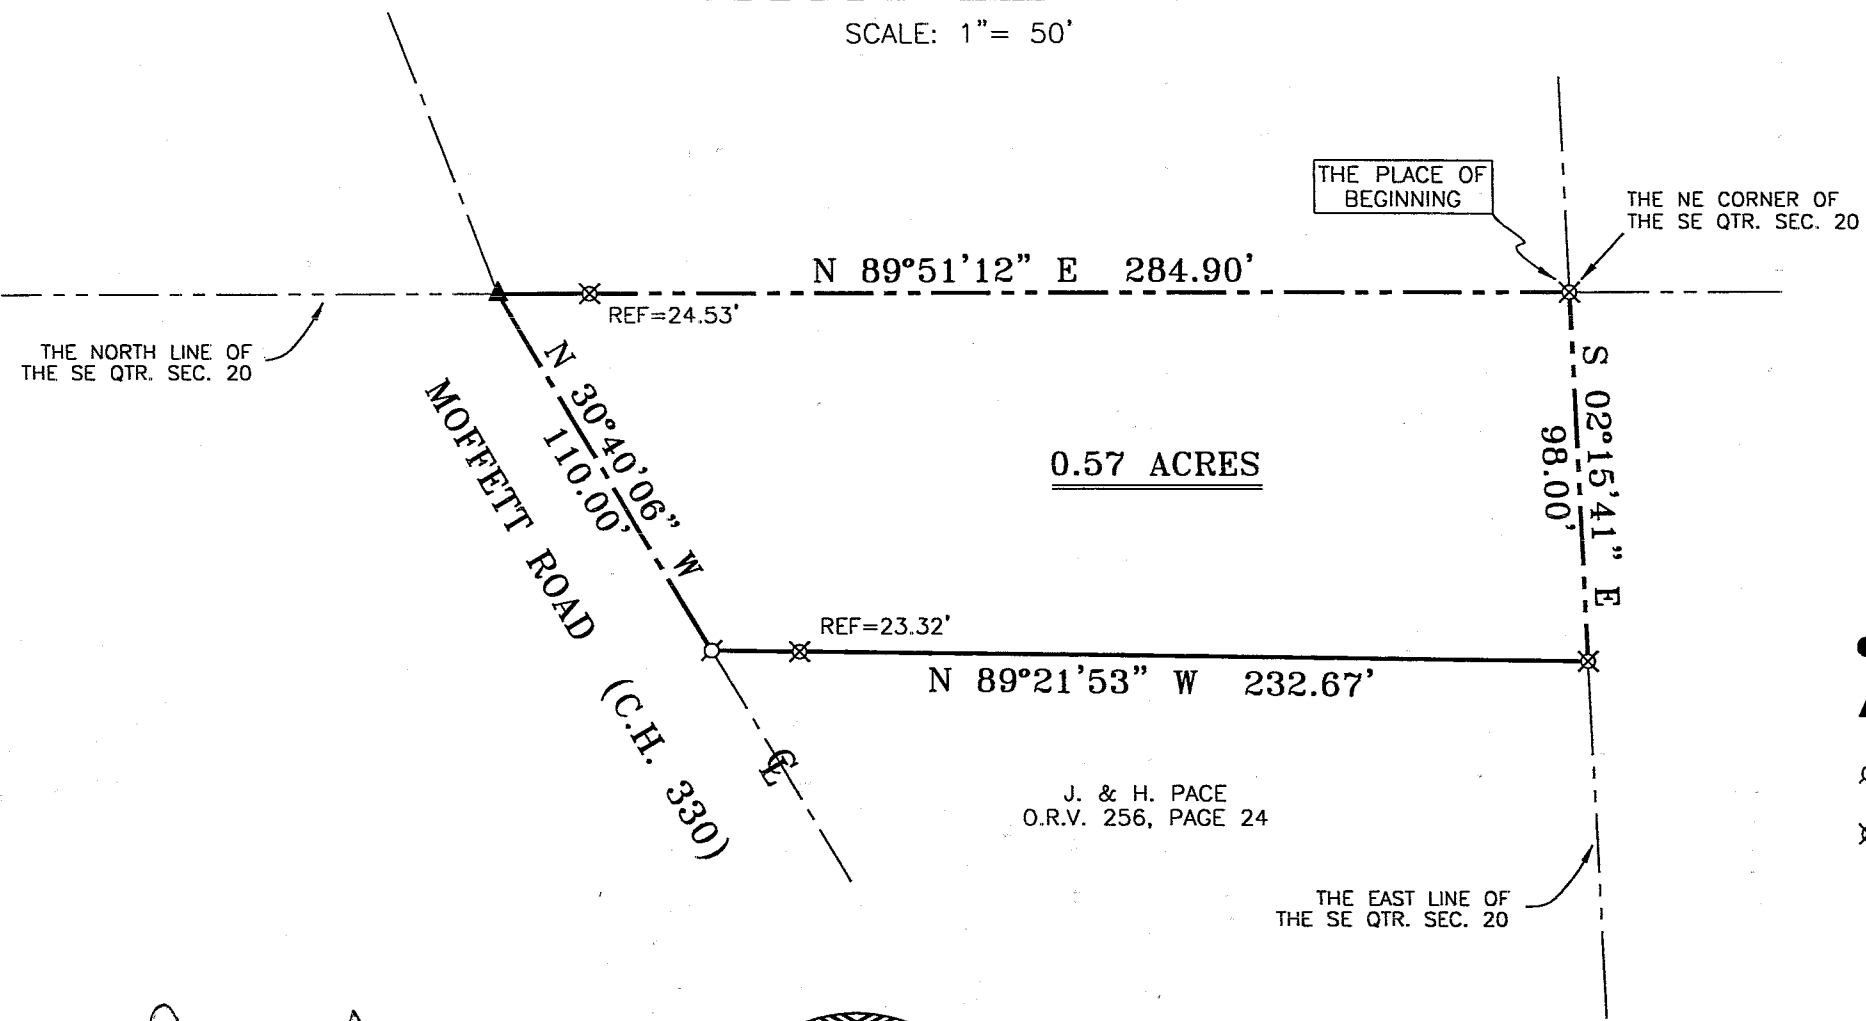 SCALE: 1"= 50'
THE PLACE OF
BEGINNING
THE NE CORNER OF
THE SE QTR. SEC. 20
N 89°51'12" E 284.90'
REF=24.53'
THE NORTH LINE OF
THE SE QTR. SEC. 20
N 30°40'06" W
110.00'
MOFFETT ROAD (C.H. 330)
S 02°15'41" E
98.00'
0.57 ACRES
REF=23.32'
N 89°21'53" W 232.67'
℄
J. & H. PACE
O.R.V. 256, PAGE 24
THE EAST LINE OF
THE SE QTR. SEC. 20